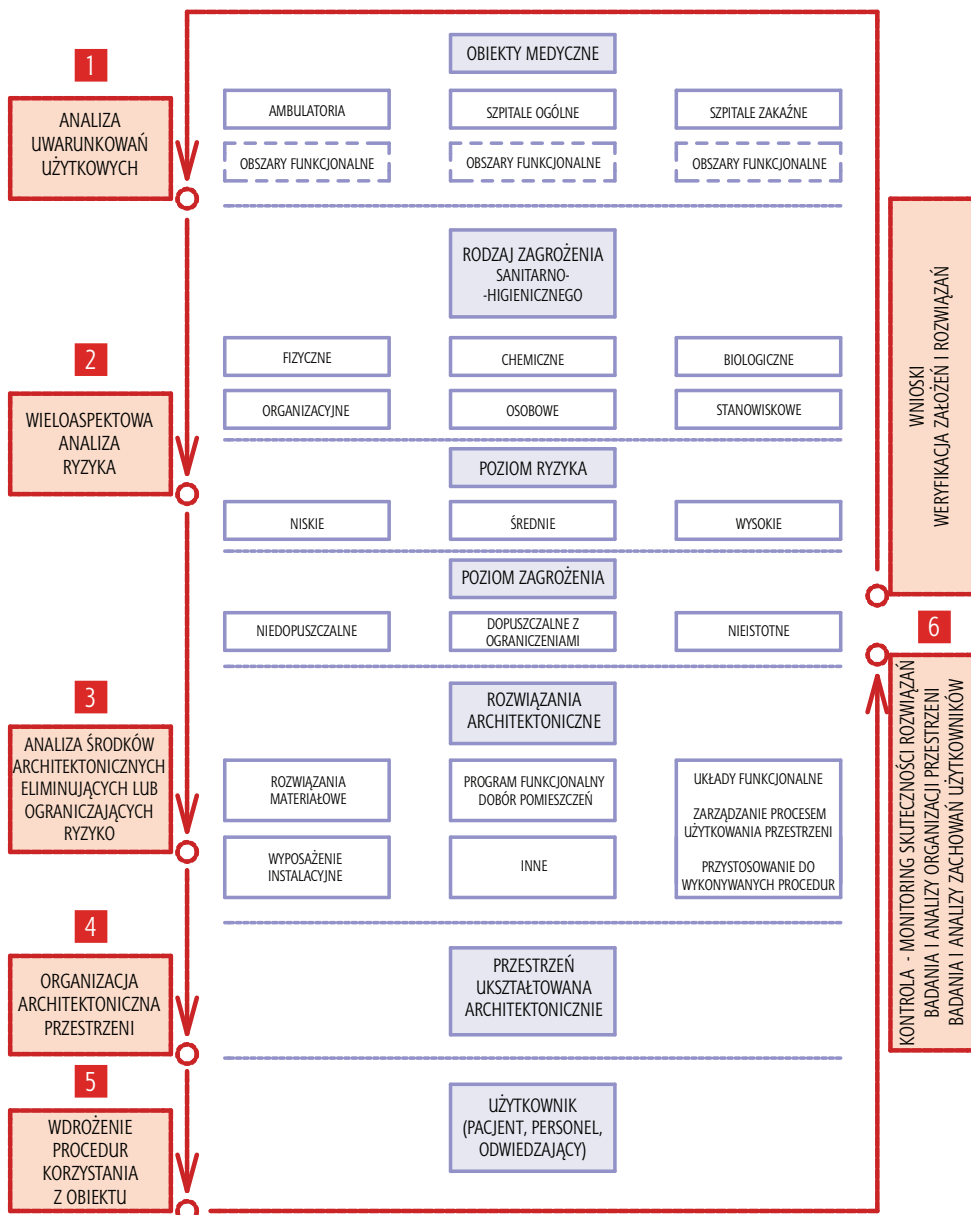 OBIEKTY MEDYCZNE
1
ANALIZA
UWARUNKOWAŃ
UŻYTKOWYCH
AMBULATORIA
SZPITALE OGÓLNE
SZPITALE ZAKAŹNE
OBSZARY FUNKCJONALNE
OBSZARY FUNKCJONALNE
OBSZARY FUNKCJONALNE
RODZAJ ZAGROŻENIA
SANITARNO-
-HIGIENICZNEGO
2
WIELOASPEKTOWA
ANALIZA
RYZYKA
FIZYCZNE
CHEMICZNE
BIOLOGICZNE
ORGANIZACYJNE
OSOBOWE
STANOWISKOWE
POZIOM RYZYKA
NISKIE
ŚREDNIE
WYSOKIE
POZIOM ZAGROŻENIA
NIEDOPUSZCZALNE
DOPUSZCZALNE Z
OGRANICZENIAMI
NIEISTOTNE
3
ANALIZA ŚRODKÓW
ARCHITEKTONICZNYCH
ELIMINUJĄCYCH LUB
OGRANICZAJĄCYCH
RYZYKO
ROZWIĄZANIA
ARCHITEKTONICZNE
ROZWIĄZANIA
MATERIAŁOWE
PROGRAM FUNKCJONALNY
DOBÓR POMIESZCZEŃ
UKŁADY FUNKCJONALNE
ZARZĄDZANIE PROCESEM
UŻYTKOWANIA PRZESTRZENI
PRZYSTOSOWANIE DO
WYKONYWANYCH PROCEDUR
WYPOSAŻENIE
INSTALACYJNE
INNE
4
ORGANIZACJA
ARCHITEKTONICZNA
PRZESTRZENI
PRZESTRZEŃ
UKSZTAŁTOWANA
ARCHITEKTONICZNIE
5
WDROŻENIE
PROCEDUR
KORZYSTANIA
Z OBIEKTU
UŻYTKOWNIK
(PACJENT, PERSONEL,
ODWIEDZAJĄCY)
6
KONTROLA - MONITORING SKUTECZNOŚCI ROZWIĄZAŃ
BADANIA I ANALIZY ORGANIZACJI PRZESTRZENI
BADANIA I ANALIZY ZACHOWAŃ UŻYTKOWNIKÓW
WNIOSKI
WERYFIKACJA ZAŁOŻEŃ I ROZWIĄZAŃ